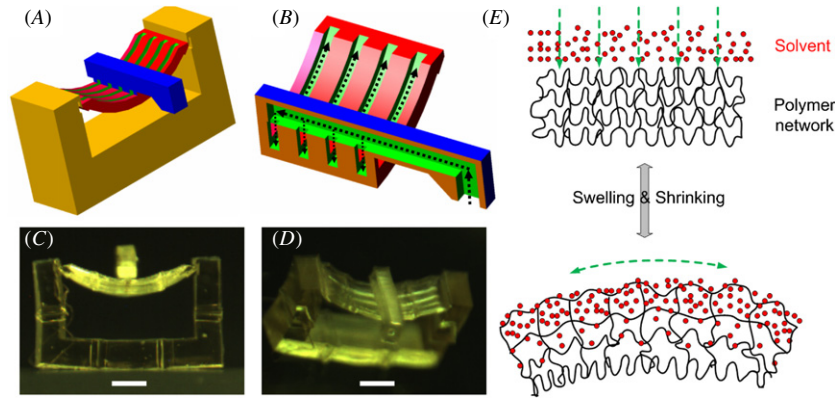 (A)
(B)
(E)
Solvent
Polymer
network
Swelling & Shrinking
(C)
(D)